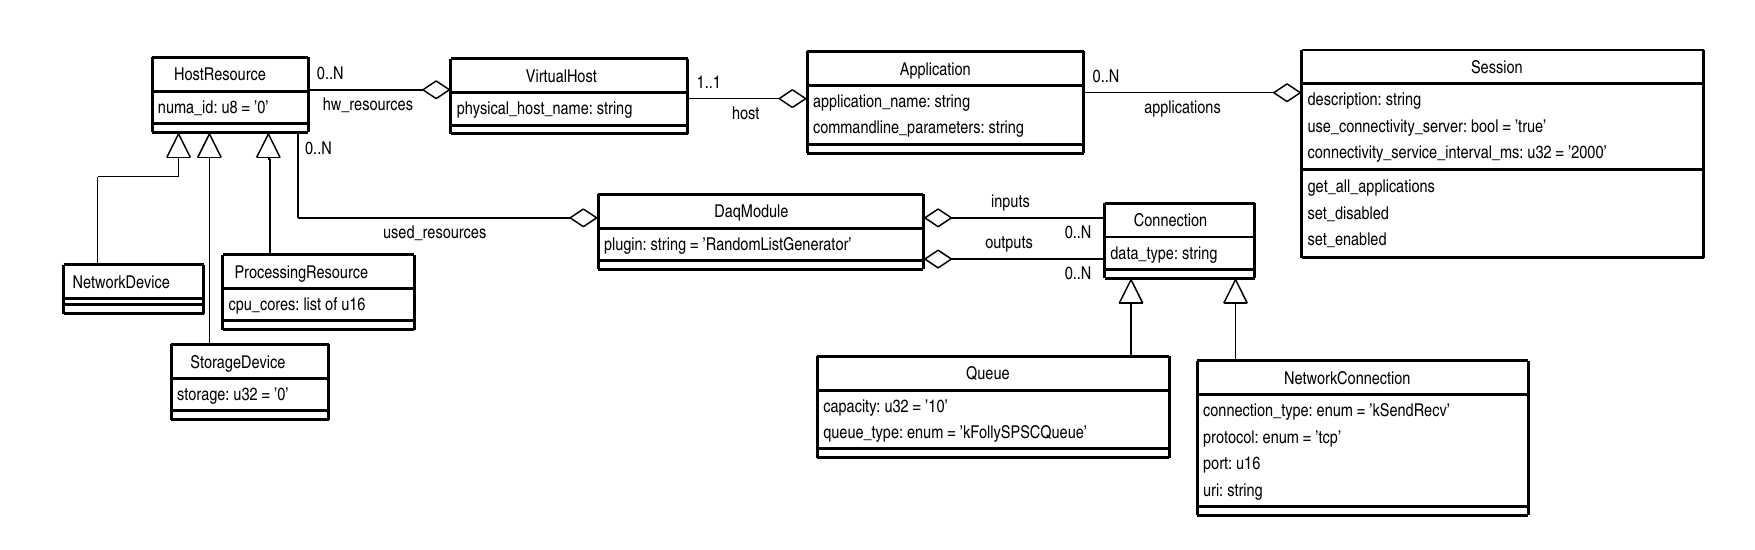 HostResource
numa_id: u8 = '0'
0..N
hw_resources
VirtualHost
physical_host_name: string
1..1
host
Application
application_name: string
commandline_parameters: string
0..N
applications
Session
description: string
use_connectivity_server: bool = 'true'
connectivity_service_interval_ms: u32 = '2000'
get_all_applications
set_disabled
set_enabled
0..N
used_resources
DaqModule
plugin: string = 'RandomListGenerator'
inputs
0..N
outputs
0..N
Connection
data_type: string
NetworkDevice
ProcessingResource
cpu_cores: list of u16
StorageDevice
storage: u32 = '0'
Queue
capacity: u32 = '10'
queue_type: enum = 'kFollySPSCQueue'
NetworkConnection
connection_type: enum = 'kSendRecv'
protocol: enum = 'tcp'
port: u16
uri: string